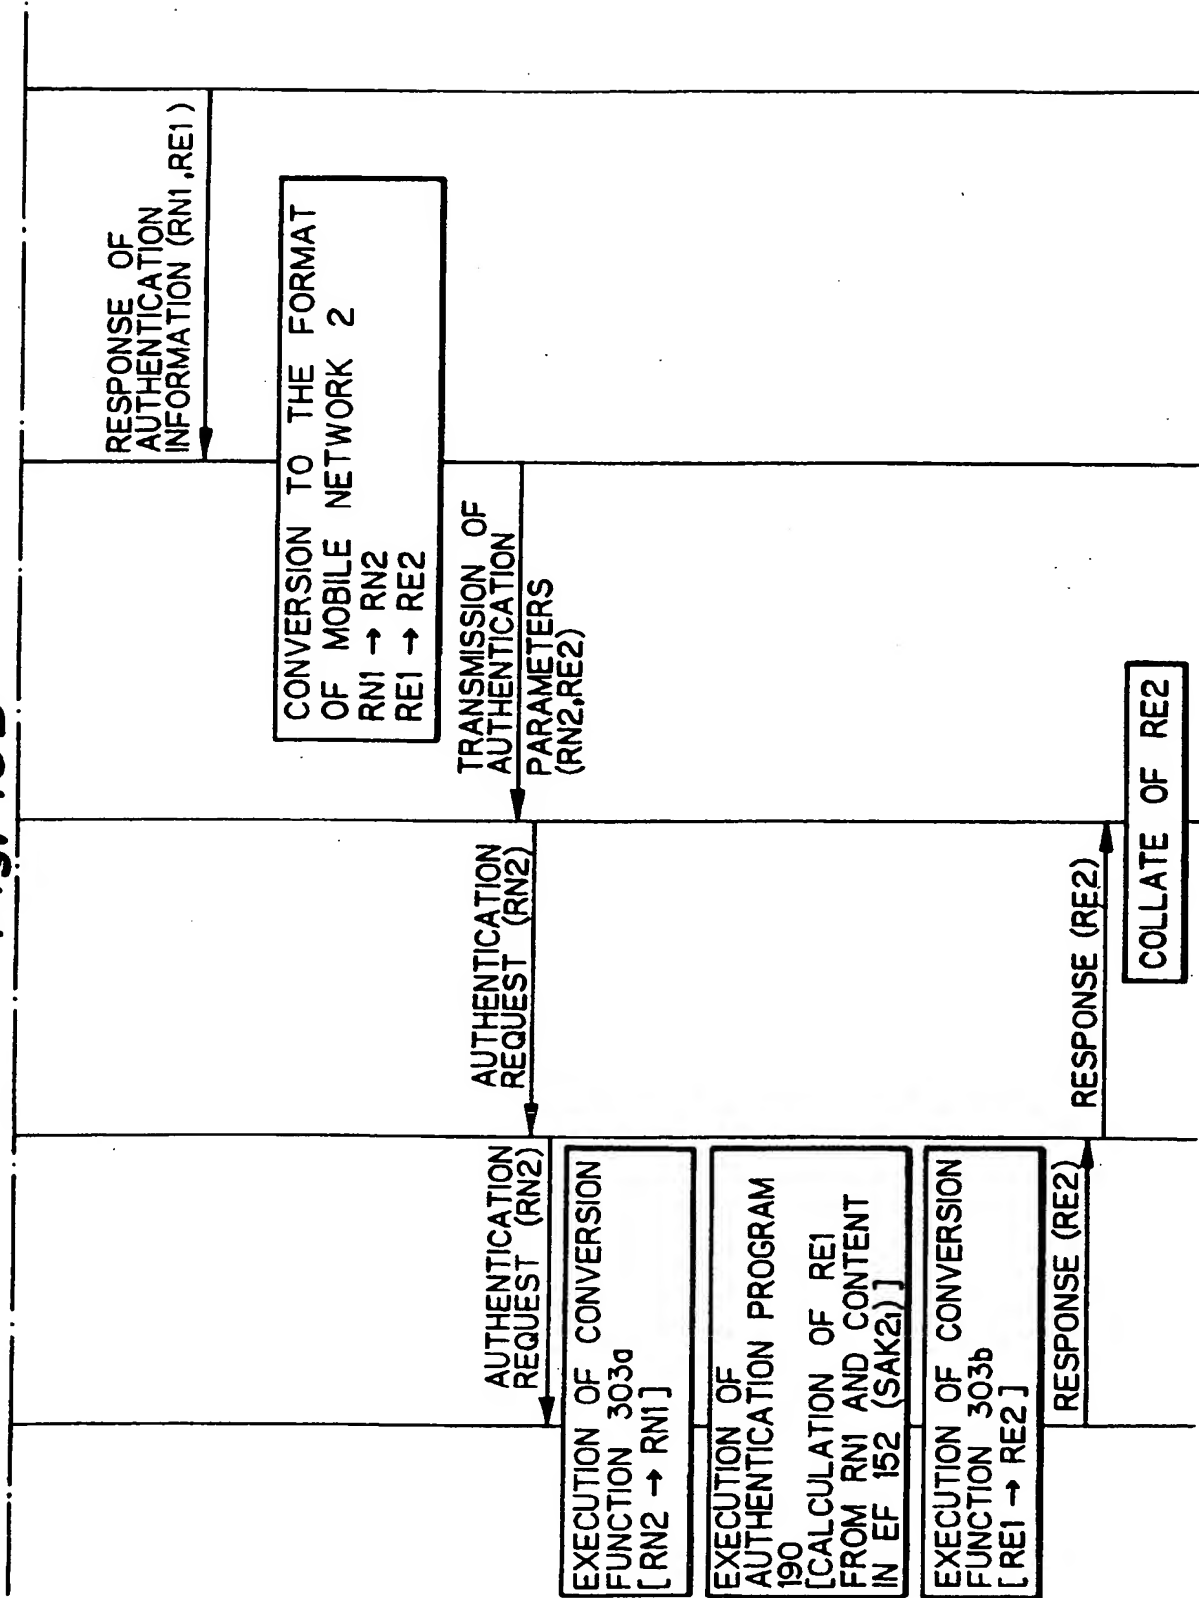 RESPONSE OF
AUTHENTICATION
INFORMATION (RN1,RE1)
CONVERSION TO THE FORMAT
OF MOBILE NETWORK 2
RN1 → RN2
RE1 → RE2
TRANSMISSION OF
AUTHENTICATION
PARAMETERS
(RN2,RE2)
AUTHENTICATION
REQUEST (RN2)
AUTHENTICATION
REQUEST (RN2)
EXECUTION OF CONVERSION
FUNCTION 303a
[RN2 → RN1]
EXECUTION OF
AUTHENTICATION PROGRAM
190
[CALCULATION OF RE1
FROM RN1 AND CONTENT
IN EF 152 (SAK2i)]
EXECUTION OF CONVERSION
FUNCTION 303b
[RE1 → RE2]
RESPONSE (RE2)
RESPONSE (RE2)
COLLATE OF RE2